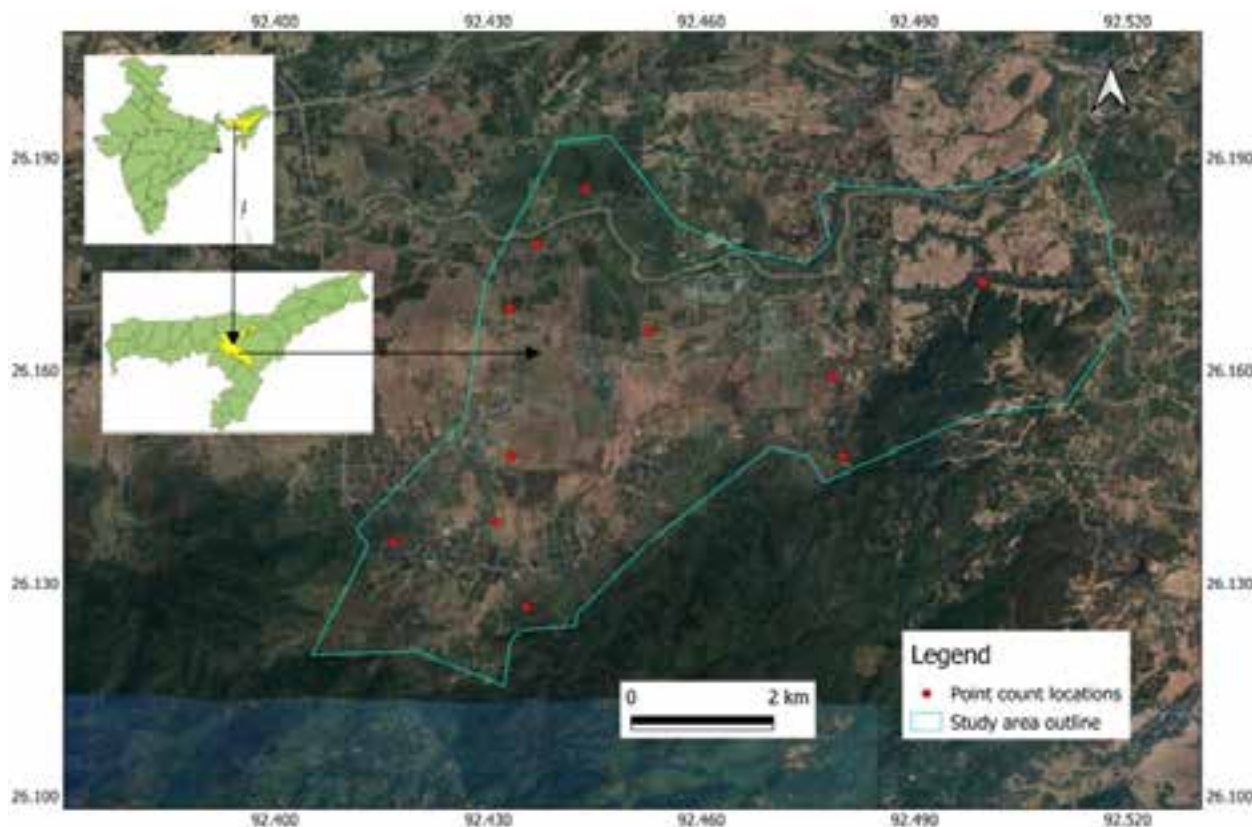 92.400 92.430 92.460 92.490 92.520
26.190 26.190
26.160 26.160
26.130 26.130
Legend
Point count locations
Study area outline
0 2 km
26.100 26.100
92.400 92.430 92.460 92.490 92.520